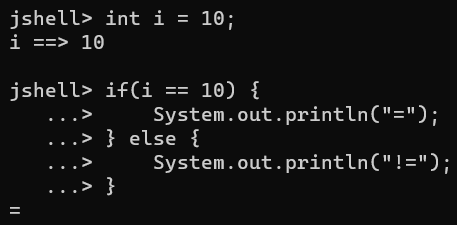 jshell> int i = 10;
i ==> 10
jshell> if(i == 10) {
   ...>     System.out.println("=");
   ...> } else {
   ...>     System.out.println("!=");
   ...> }
=